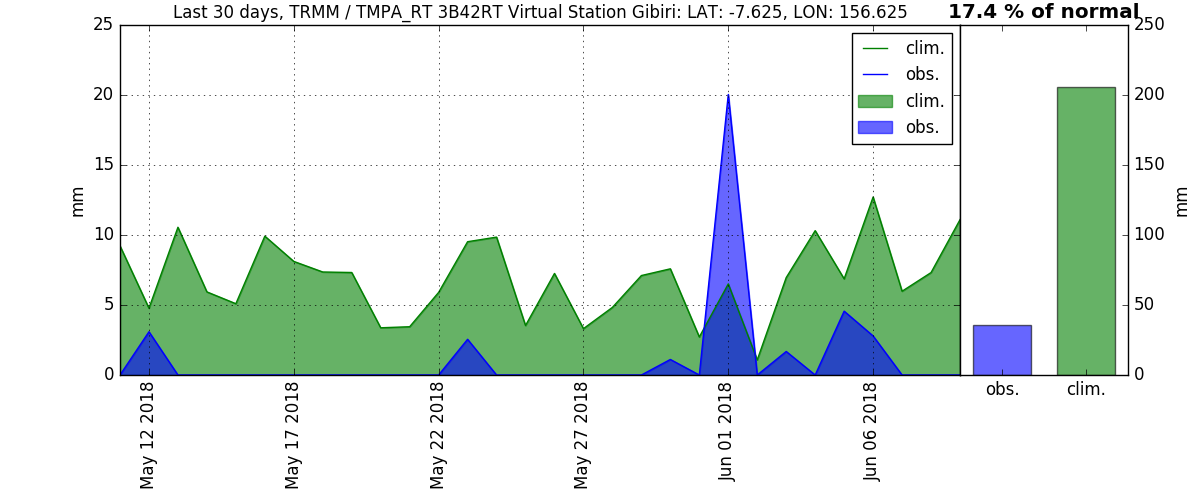 Last 30 days, TRMM / TMPA_RT 3B42RT Virtual Station Gibiri: LAT: -7.625, LON: 156.625
17.4 % of normal
25
20
15
10
5
0
mm
clim.
obs.
clim.
obs.
250
200
150
100
50
0
mm
May 12 2018
May 17 2018
May 22 2018
May 27 2018
Jun 01 2018
Jun 06 2018
obs.
clim.